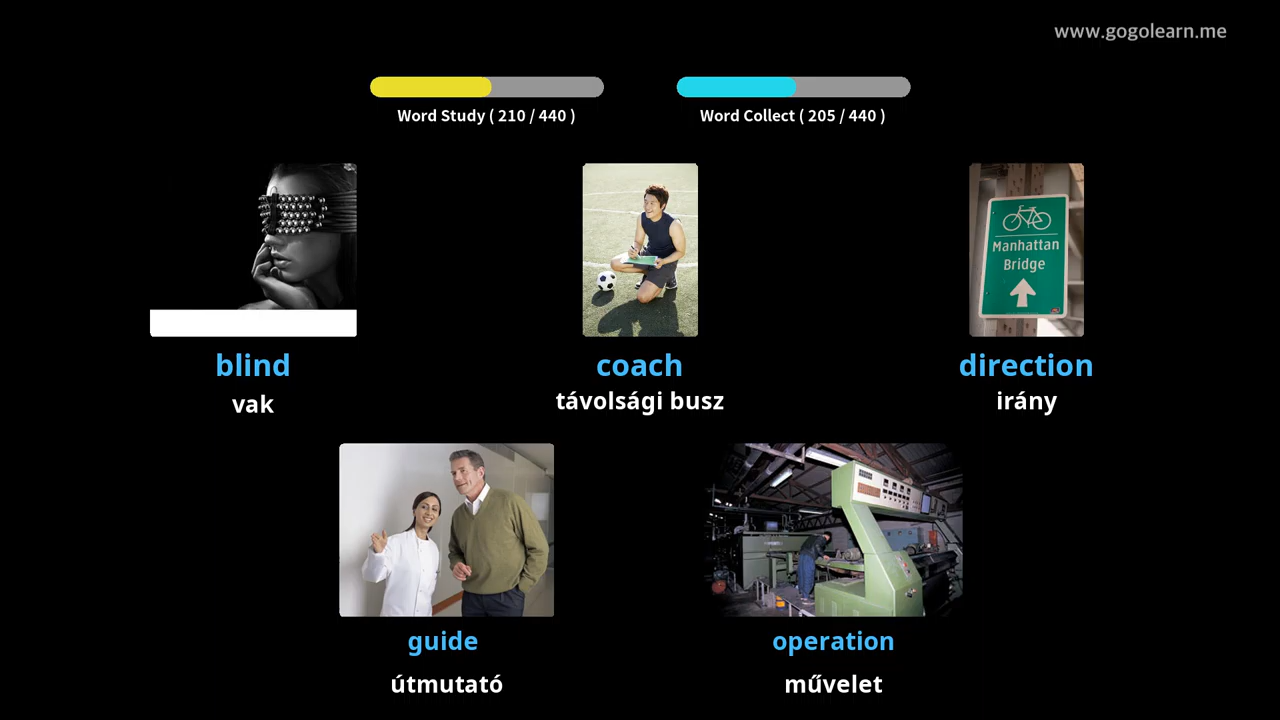 www.gogolearn.me
Word Study ( 210 / 440 )
Word Collect ( 205 / 440 )
Manhattan
Bridge
blind
coach
direction
vak
távolsági busz
irány
guide
operation
útmutató
művelet